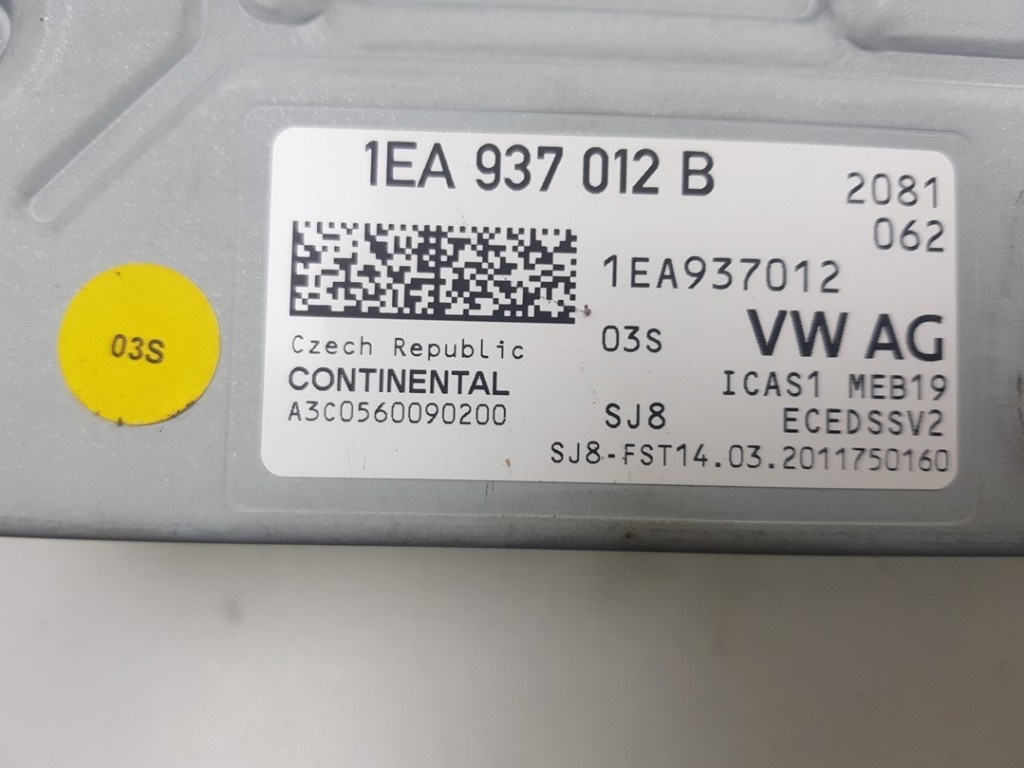 1EA 937 012 B
2081
062
1EA937012
03S
VW AG
Czech Republic
CONTINENTAL
ICAS1 MEB19
A3C0560090200
SJ8
ECEDSSV2
SJ8-FST14.03.2011750160
03S